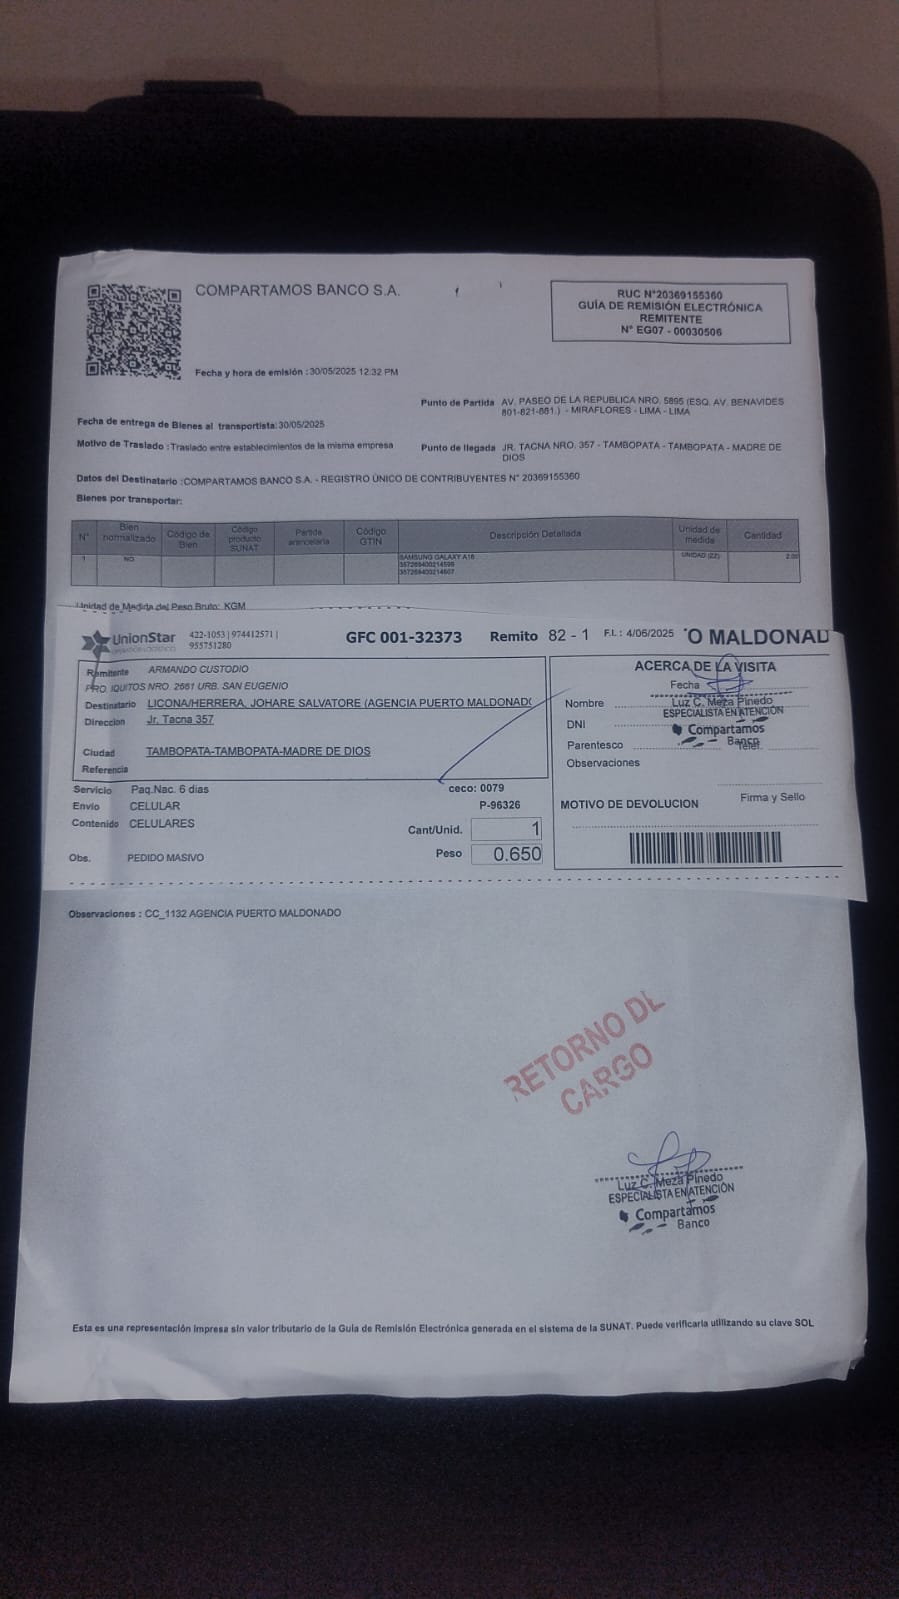 COMPARTAMOS BANCO S.A.
RUC N°20369155360
GUÍA DE REMISIÓN ELECTRÓNICA
REMITENTE
N° EG07 - 00030506
Fecha y hora de emisión :30/05/2025 12:32 PM
Fecha de entrega de Bienes al transportista:30/05/2025
Punto de Partida AV. PASEO DE LA REPUBLICA NRO. 5895 (ESQ. AV. BENAVIDES
801-821-881.) - MIRAFLORES - LIMA - LIMA
Motivo de Traslado :Traslado entre establecimientos de la misma empresa
Punto de llegada JR. TACNA NRO. 357 - TAMBOPATA - TAMBOPATA - MADRE DE
DIOS
Datos del Destinatario :COMPARTAMOS BANCO S.A. - REGISTRO ÚNICO DE CONTRIBUYENTES N° 20369155360
Bienes por transportar:
N° Bien normalizado Código de Bien Código producto SUNAT Partida arancelaria Código GTIN Descripción Detallada Unidad de medida Cantidad
1 NO SAMSUNG GALAXY A16 UNIDAD (ZZ)
Unidad de Medida del Peso Bruto: KGM
UnionStar 422-1053 | 974412571 |
955751280
GFC 001-32373 Remito 82 - 1 F.I.: 4/06/2025 O MALDONAD
Remitente ARMANDO CUSTODIO
PRO. IQUITOS NRO. 2681 URB. SAN EUGENIO
Destinatario LICONA/HERRERA, JOHARE SALVATORE (AGENCIA PUERTO MALDONADO
Direccion Jr. Tacna 357
Ciudad TAMBOPATA-TAMBOPATA-MADRE DE DIOS
Referencia
Servicio Paq.Nac. 6 dias ceco: 0079
Envio CELULAR P-96326
Contenido CELULARES
Cant/Unid. 1
Peso 0.650
Obs. PEDIDO MASIVO
ACERCA DE LA VISITA
Fecha
Nombre
DNI
Parentesco
Telef.
Observaciones
Luz C. Meza Pinedo
ESPECIALISTA EN ATENCIÓN
Compartamos
Banco
Firma y Sello
MOTIVO DE DEVOLUCION
Observaciones : CC_1132 AGENCIA PUERTO MALDONADO
RETORNO DE
CARGO
Luz C. Meza Pinedo
ESPECIALISTA EN ATENCIÓN
Compartamos
Banco
Esta es una representación impresa sin valor tributario de la Guía de Remisión Electrónica generada en el sistema de la SUNAT. Puede verificarla utilizando su clave SOL